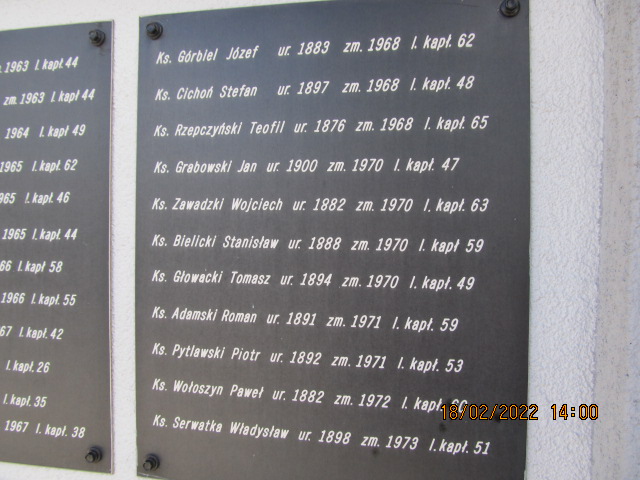 1963 l. kapł. 44
zm. 1963 l. kapł 44
1964 l. kapł 49
1965 l. kapł. 62
965 l. kapł. 46
1965 l. kapł. 44
66 l. kapł 58
1966 l. kapł. 55
67 l. kapł. 42
l. kapł. 26
l. kapł. 35
1967 l. kapł. 38
Ks. Górbiel Józef ur. 1883 zm. 1968 l. kapł. 62
Ks. Cichoń Stefan ur. 1897 zm. 1968 l. kapł. 48
Ks. Rzepczyński Teofil ur. 1876 zm. 1968 l. kapł. 65
Ks. Grabowski Jan ur. 1900 zm. 1970 l. kapł. 47
Ks. Zawadzki Wojciech ur. 1882 zm. 1970 l. kapł. 63
Ks. Bielicki Stanisław ur. 1888 zm. 1970 l. kapł 59
Ks. Głowacki Tomasz ur. 1894 zm. 1970 l. kapł. 49
Ks. Adamski Roman ur. 1891 zm. 1971 l. kapł. 59
Ks. Pytlawski Piotr ur. 1892 zm. 1971 l. kapł. 53
Ks. Wołoszyn Paweł ur. 1882 zm. 1972 l. kapł.
Ks. Serwatka Władysław ur. 1898 zm. 1973 l. kapł. 51
18/02/2022 14:00